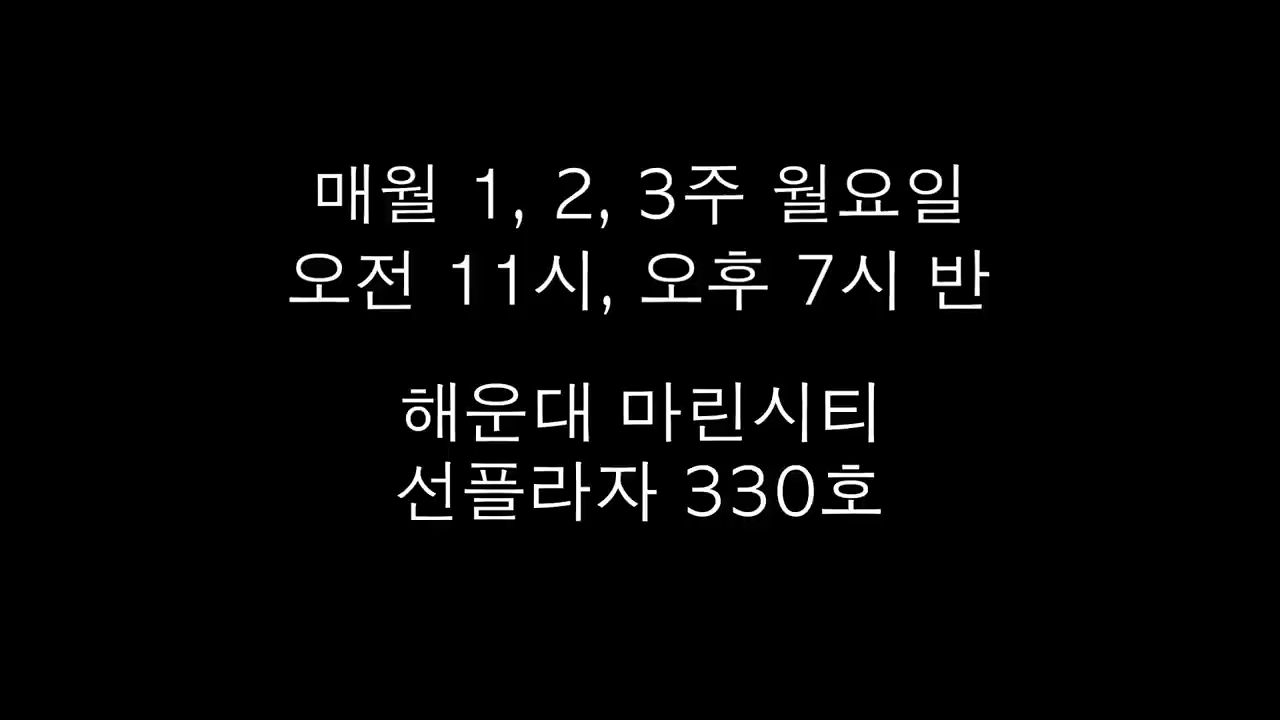 매월 1, 2, 3주 월요일
오전 11시, 오후 7시 반
해운대 마린시티
선플라자 330호